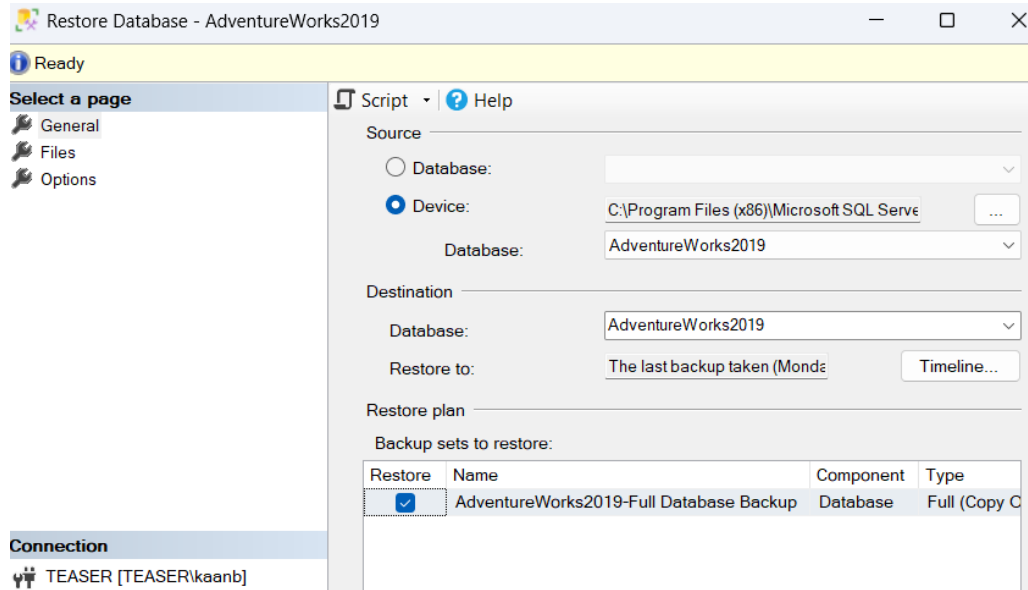 Restore Database - AdventureWorks2019
Ready
Select a page
General
Files
Options
Connection
TEASER [TEASER\kaanb]
Script
Help
Source
Database:
Device:
C:\Program Files (x86)\Microsoft SQL Serve
...
Database:
AdventureWorks2019
Destination
Database:
AdventureWorks2019
Restore to:
The last backup taken (Monda
Timeline...
Restore plan
Backup sets to restore:
Restore Name Component Type
AdventureWorks2019-Full Database Backup Database Full (Copy O